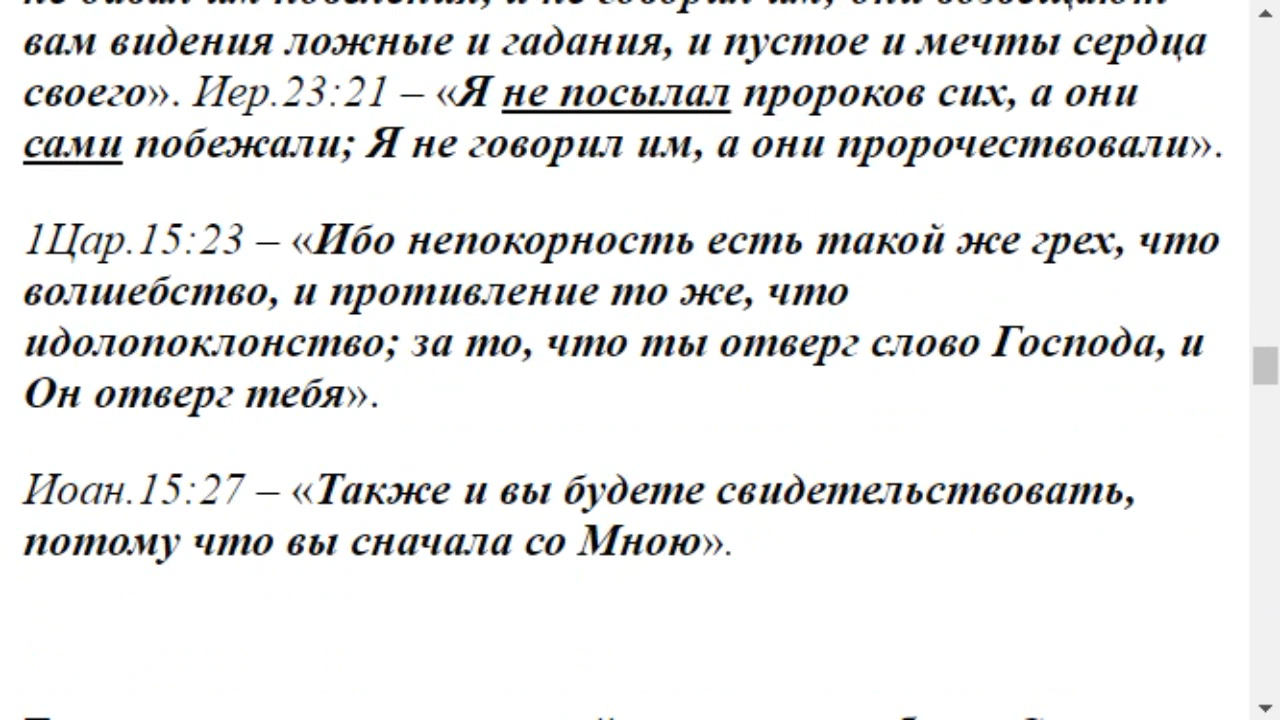 вам видения ложные и гадания, и пустое и мечты сердца
своего». Иер.23:21 – «Я не посылал пророков сих, а они
сами побежали; Я не говорил им, а они пророчествовали».
1Цар.15:23 – «Ибо непокорность есть такой же грех, что
волшебство, и противление то же, что
идолопоклонство; за то, что ты отверг слово Господа, и
Он отверг тебя».
Иоан.15:27 – «Также и вы будете свидетельствовать,
потому что вы сначала со Мною».